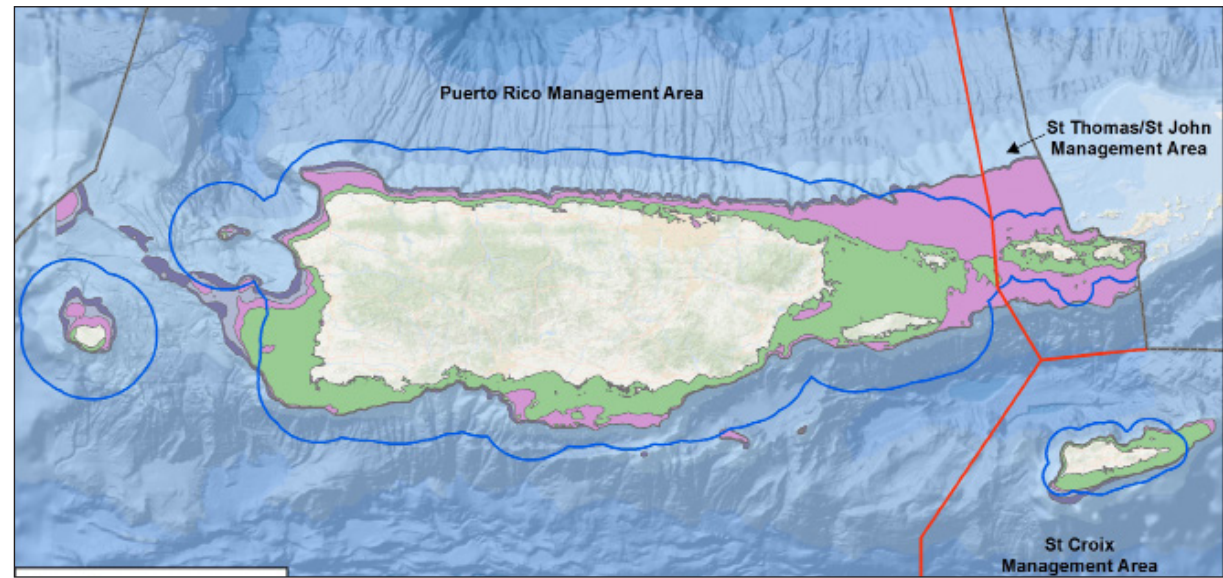 Puerto Rico Management Area
St Thomas/St John
Management Area
St Croix
Management Area